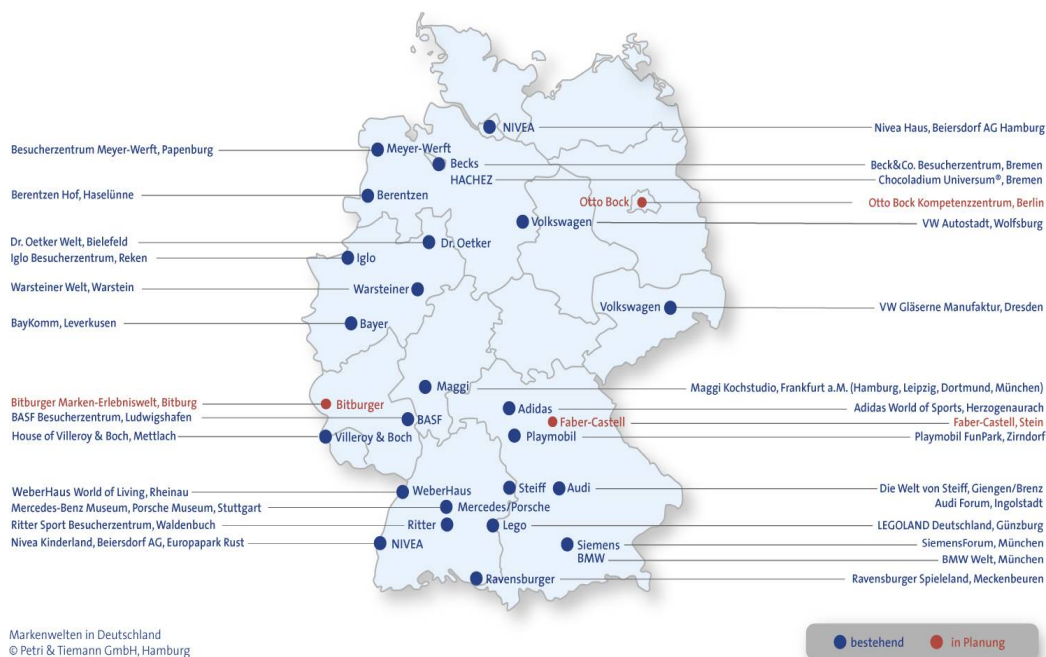 NIVEA
Nivea Haus, Beiersdorf AG Hamburg
Besucherzentrum Meyer-Werft, Papenburg
Meyer-Werft
Becks
Beck&Co. Besucherzentrum, Bremen
HACHEZ
Chocoladium Universum®, Bremen
Berentzen Hof, Haselünne
Berentzen
Otto Bock
Otto Bock Kompetenzzentrum, Berlin
Volkswagen
VW Autostadt, Wolfsburg
Dr. Oetker Welt, Bielefeld
Dr. Oetker
Iglo Besucherzentrum, Reken
Iglo
Warsteiner Welt, Warstein
Warsteiner
Volkswagen
VW Gläserne Manufaktur, Dresden
BayKomm, Leverkusen
Bayer
Maggi
Maggi Kochstudio, Frankfurt a.M. (Hamburg, Leipzig, Dortmund, München)
Bitburger Marken-Erlebniswelt, Bitburg
Bitburger
Adidas
Adidas World of Sports, Herzogenaurach
BASF Besucherzentrum, Ludwigshafen
BASF
Faber-Castell
Faber-Castell, Stein
House of Villeroy & Boch, Mettlach
Villeroy & Boch
Playmobil
Playmobil FunPark, Zirndorf
WeberHaus World of Living, Rheinau
WeberHaus
Steiff
Audi
Die Welt von Steiff, Giengen/Brenz
Audi Forum, Ingolstadt
Mercedes-Benz Museum, Porsche Museum, Stuttgart
Mercedes/Porsche
Ritter Sport Besucherzentrum, Waldenbuch
Ritter
Lego
LEGOLAND Deutschland, Günzburg
Nivea Kinderland, Beiersdorf AG, Europapark Rust
NIVEA
Siemens
SiemensForum, München
BMW
BMW Welt, München
Ravensburger
Ravensburger Spieleland, Meckenbeuren
Markenwelten in Deutschland
© Petri & Tiemann GmbH, Hamburg
bestehend
in Planung